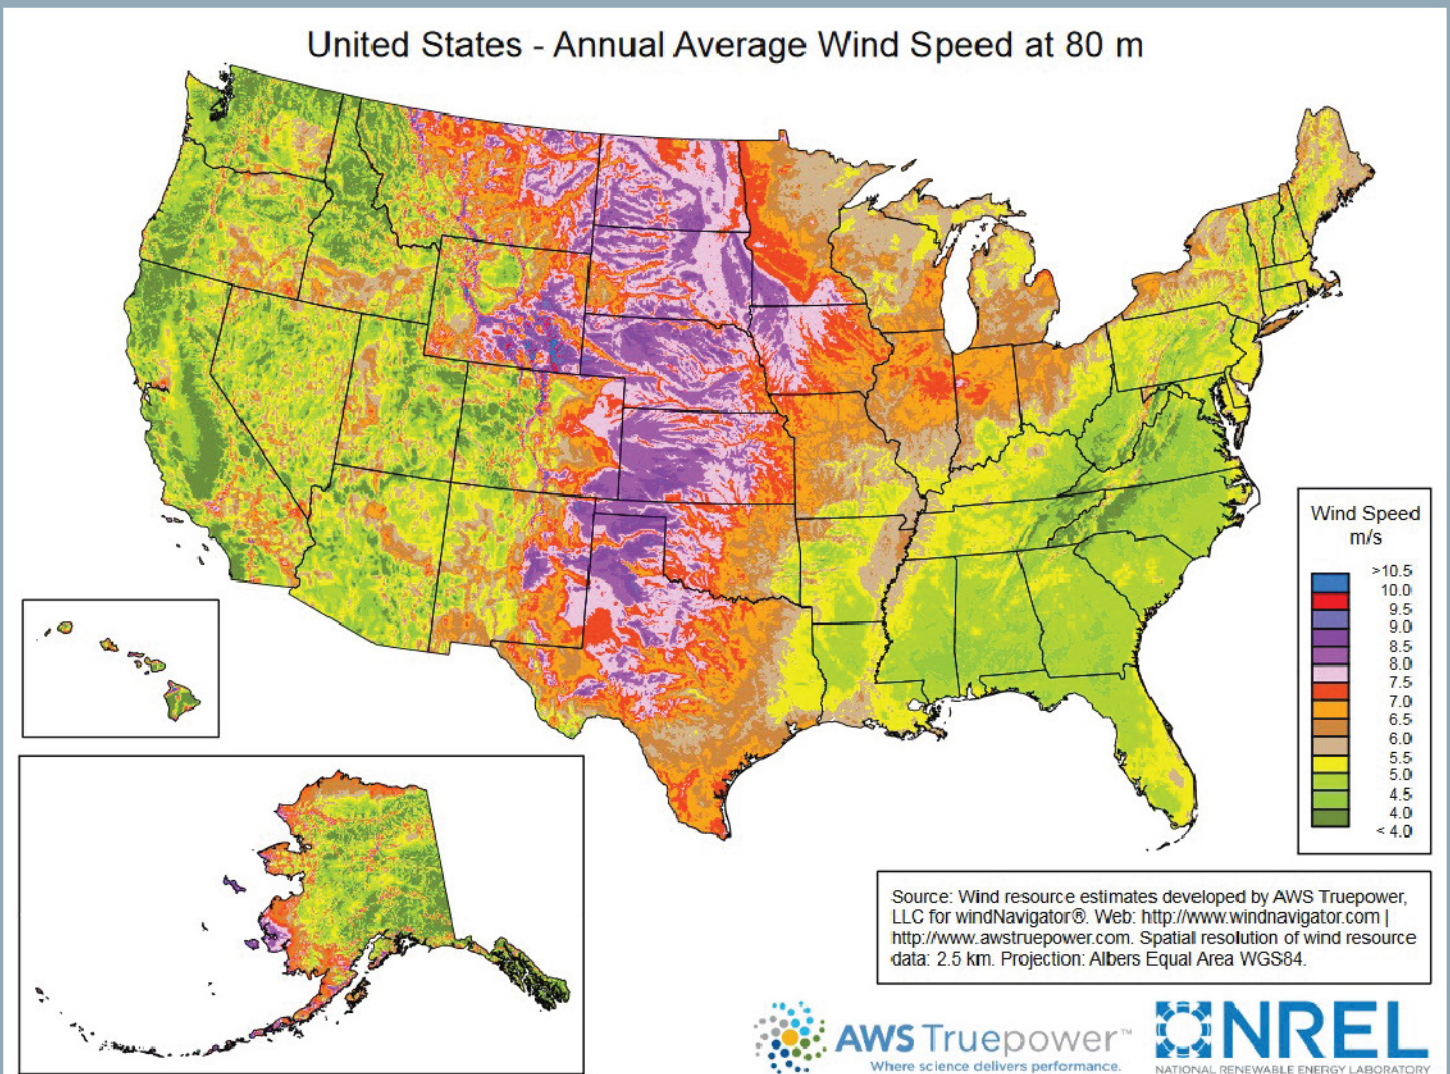 United States - Annual Average Wind Speed at 80 m
Wind Speed
m/s
>10.5
10.0
9.5
9.0
8.5
8.0
7.5
7.0
6.5
6.0
5.5
5.0
4.5
4.0
< 4.0
Source: Wind resource estimates developed by AWS Truepower,
LLC for windNavigator®. Web: http://www.windnavigator.com |
http://www.awstruepower.com. Spatial resolution of wind resource
data: 2.5 km. Projection: Albers Equal Area WGS84.
AWS Truepower™
Where science delivers performance.
NREL
NATIONAL RENEWABLE ENERGY LABORATORY